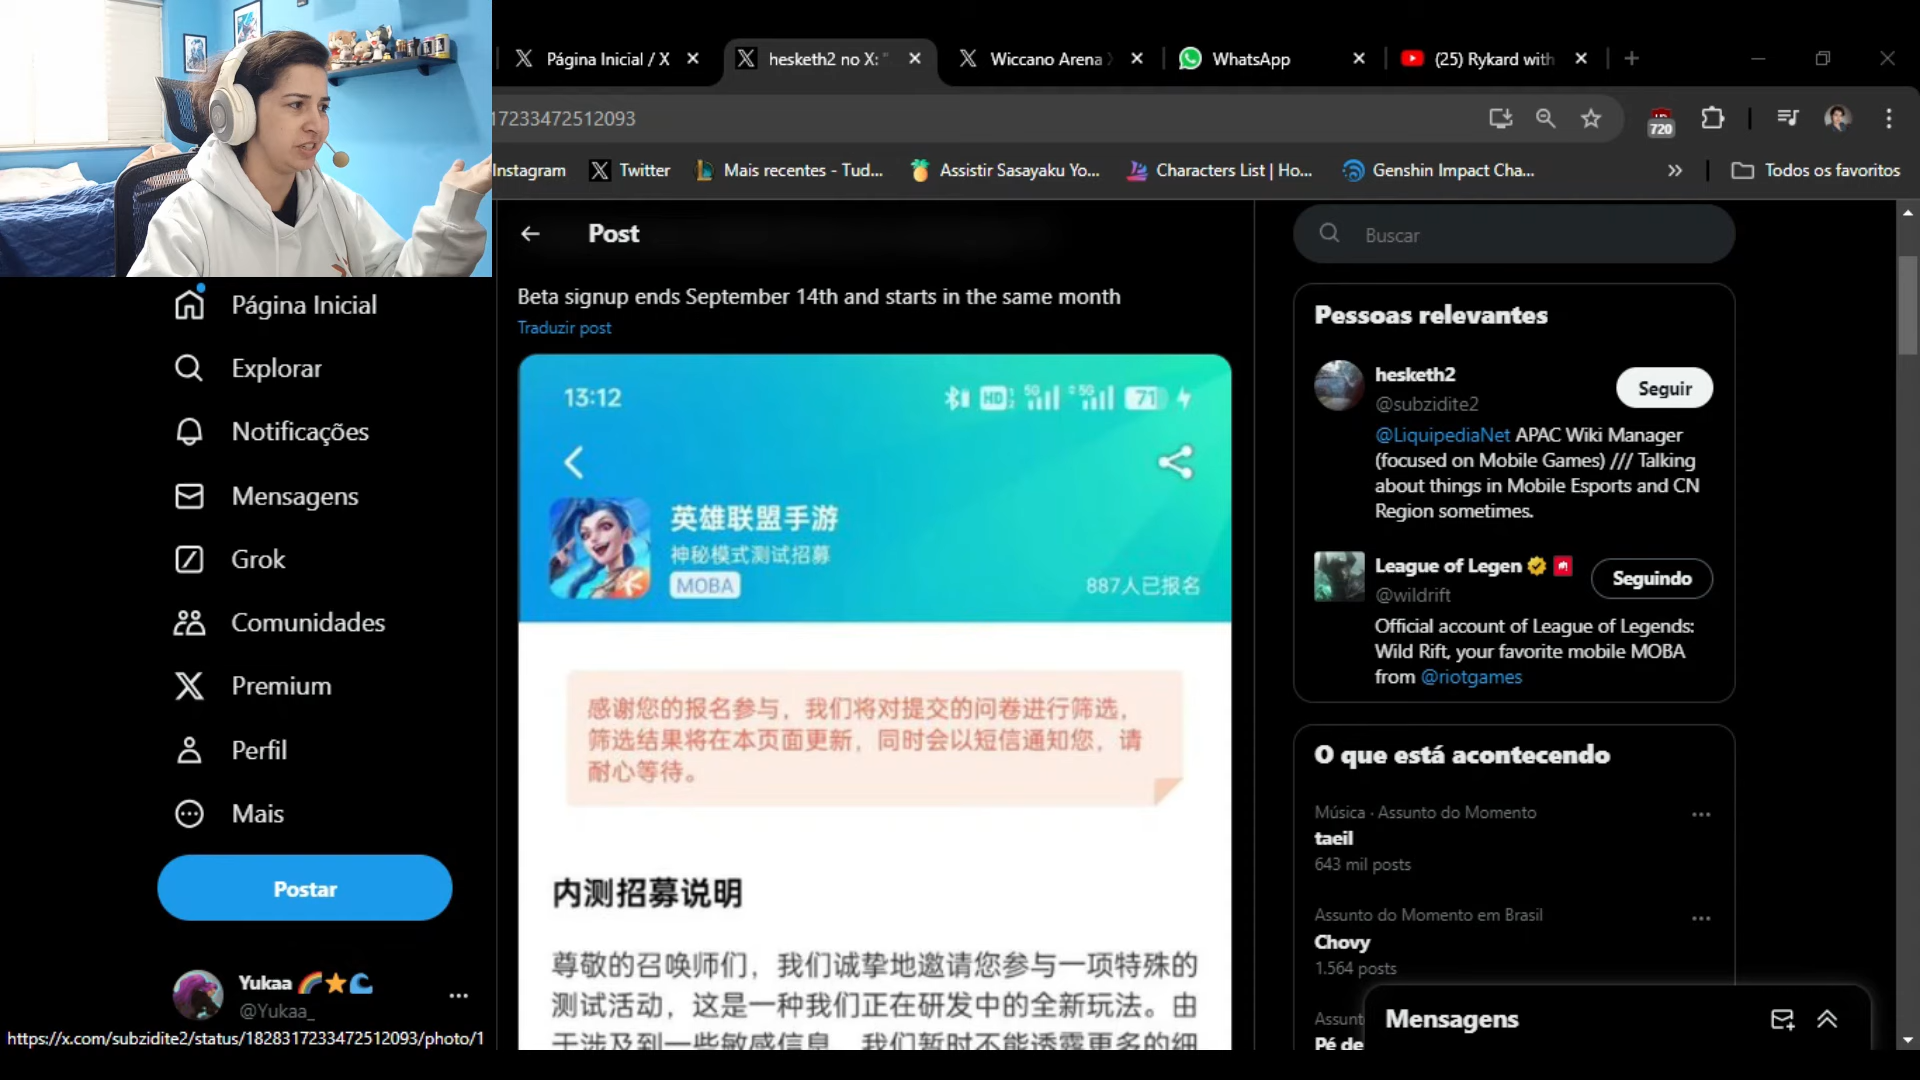 Página Inicial / X
hesketh2 no X: "
Wiccano Arena
WhatsApp
(25) Rykard with
17233472512093
720
Instagram
Twitter
Mais recentes - Tud...
Assistir Sasayaku Yo...
Characters List | Ho...
Genshin Impact Cha...
Todos os favoritos
Post
Buscar
Beta signup ends September 14th and starts in the same month
Traduzir post
13:12
HD
5G
5G
71
英雄联盟手游
神秘模式测试招募
MOBA
887人已报名
感谢您的报名参与，我们将对提交的问卷进行筛选，
筛选结果将在本页面更新，同时会以短信通知您，请
耐心等待。
内测招募说明
尊敬的召唤师们，我们诚挚地邀请您参与一项特殊的
测试活动，这是一种我们正在研发中的全新玩法。由
于涉及到一些敏感信息，我们暂时不能透露更多的细
Página Inicial
Explorar
Notificações
Mensagens
Grok
Comunidades
Premium
Perfil
Mais
Postar
Yukaa
@Yukaa_
https://x.com/subzidite2/status/1828317233472512093/photo/1
Pessoas relevantes
hesketh2
@subzidite2
Seguir
@LiquipediaNet APAC Wiki Manager
(focused on Mobile Games) /// Talking
about things in Mobile Esports and CN
Region sometimes.
League of Legen
@wildrift
Seguindo
Official account of League of Legends:
Wild Rift, your favorite mobile MOBA
from @riotgames
O que está acontecendo
Música · Assunto do Momento
taeil
643 mil posts
Assunto do Momento em Brasil
Chovy
1.564 posts
Assunt
Pé de
Mensagens